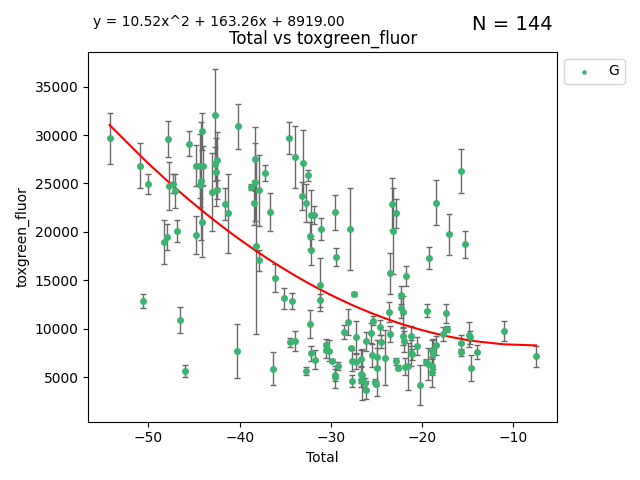 y = 10.52x^2 + 163.26x + 8919.00
N = 144
Total vs toxgreen_fluor
G
35000
30000
25000
20000
15000
10000
5000
toxgreen_fluor
−50 −40 −30 −20 −10
Total